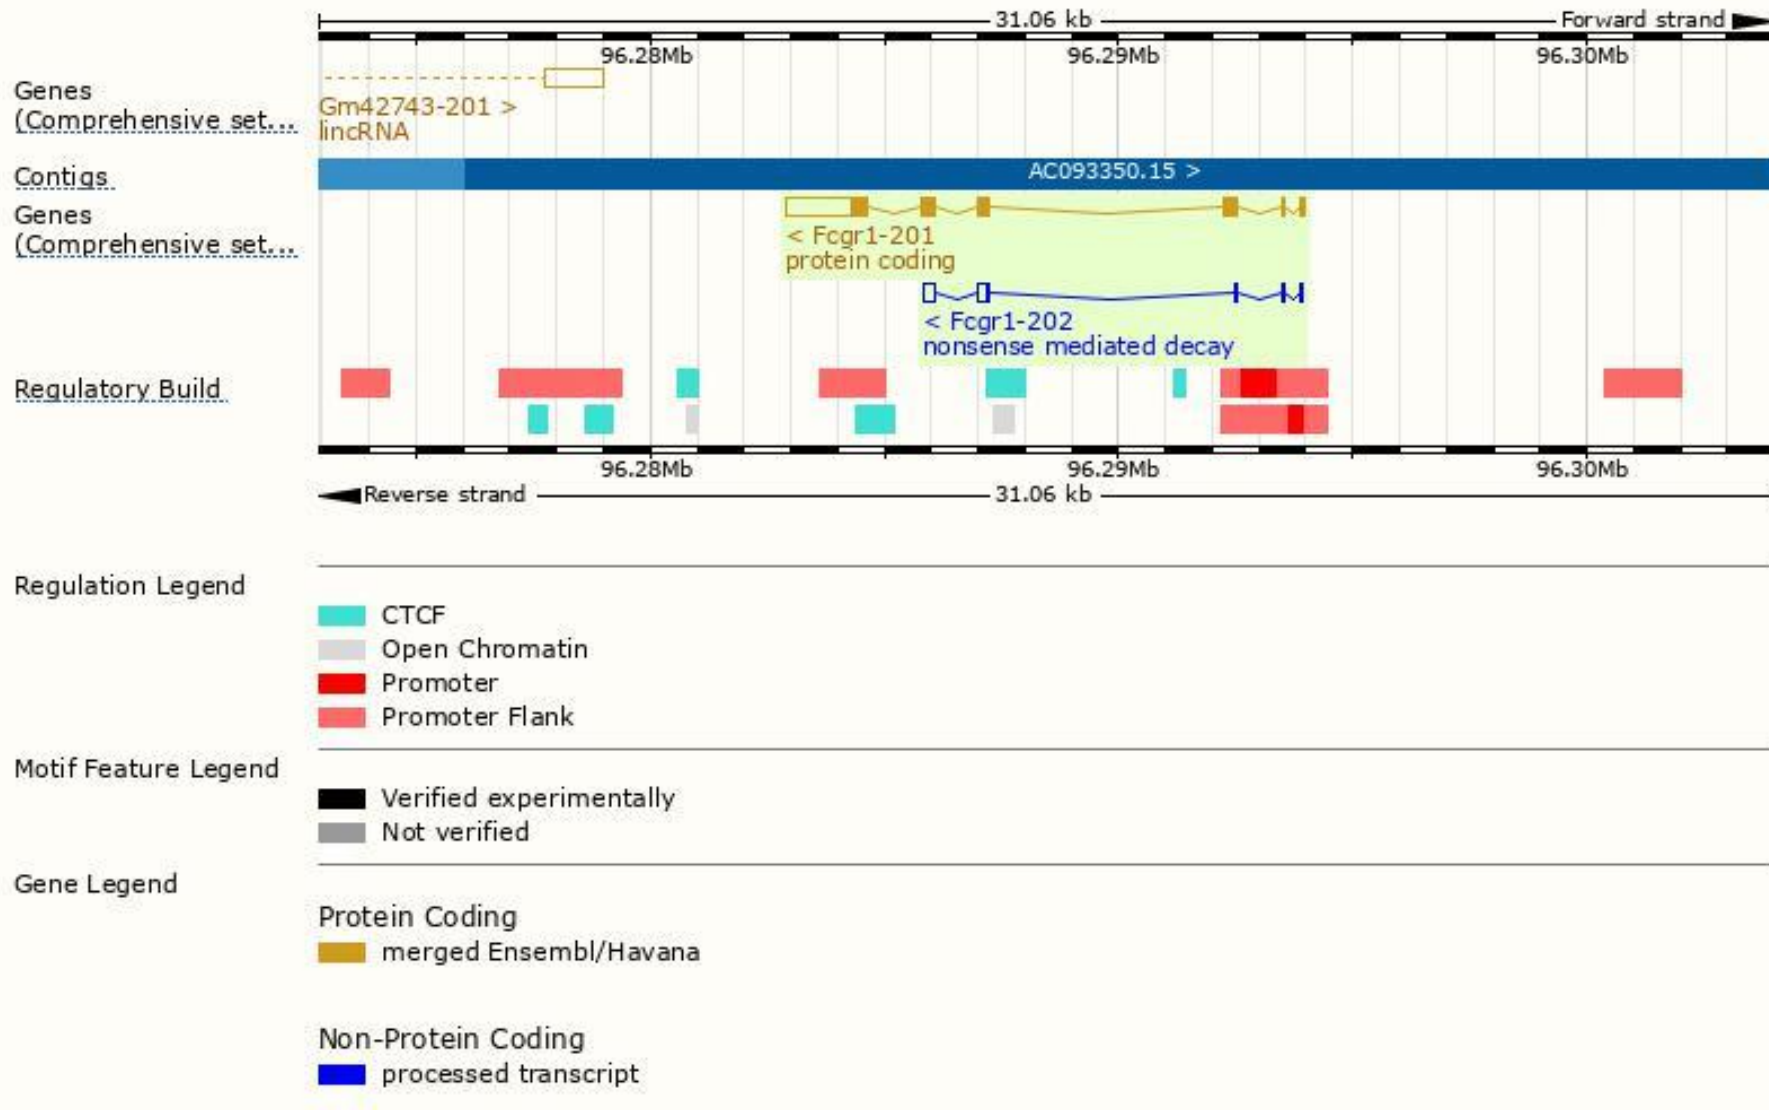 31.06 kb
Forward strand
96.28Mb
96.29Mb
96.30Mb
Genes
(Comprehensive set...
Gm42743-201 >
lincRNA
Contigs
AC093350.15 >
Genes
(Comprehensive set...
< Fcgr1-201
protein coding
< Fcgr1-202
nonsense mediated decay
Regulatory Build
96.28Mb
96.29Mb
96.30Mb
Reverse strand
31.06 kb
Regulation Legend
CTCF
Open Chromatin
Promoter
Promoter Flank
Motif Feature Legend
Verified experimentally
Not verified
Gene Legend
Protein Coding
merged Ensembl/Havana
Non-Protein Coding
processed transcript